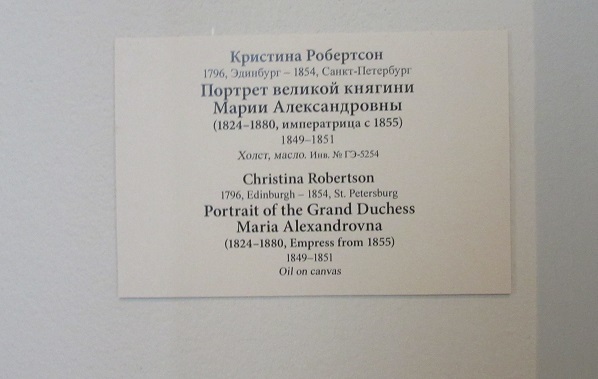 Кристина Робертсон
1796, Эдинбург – 1854, Санкт-Петербург
Портрет великой княгини
Марии Александровны
(1824–1880, императрица с 1855)
1849–1851
Холст, масло. Инв. № ГЭ-5254
Christina Robertson
1796, Edinburgh – 1854, St. Petersburg
Portrait of the Grand Duchess
Maria Alexandrovna
(1824–1880, Empress from 1855)
1849–1851
Oil on canvas